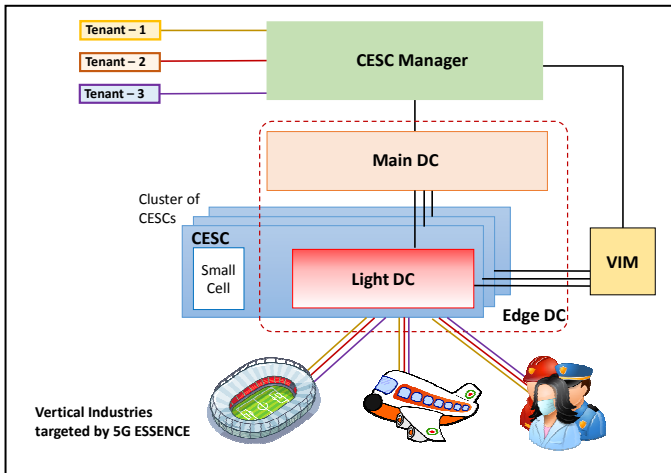 Tenant – 1
Tenant – 2
Tenant – 3
CESC Manager
Main DC
Cluster of
CESCs
CESC
Small
Cell
Light DC
VIM
Edge DC
Vertical Industries
targeted by 5G ESSENCE